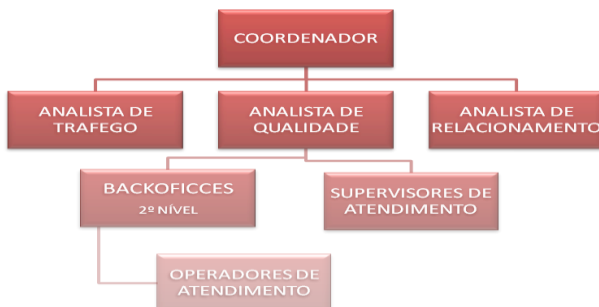 COORDENADOR
ANALISTA DE
TRAFEGO
ANALISTA DE
QUALIDADE
ANALISTA DE
RELACIONAMENTO
BACKOFICCES
2º NÍVEL
SUPERVISORES DE
ATENDIMENTO
OPERADORES DE
ATENDIMENTO